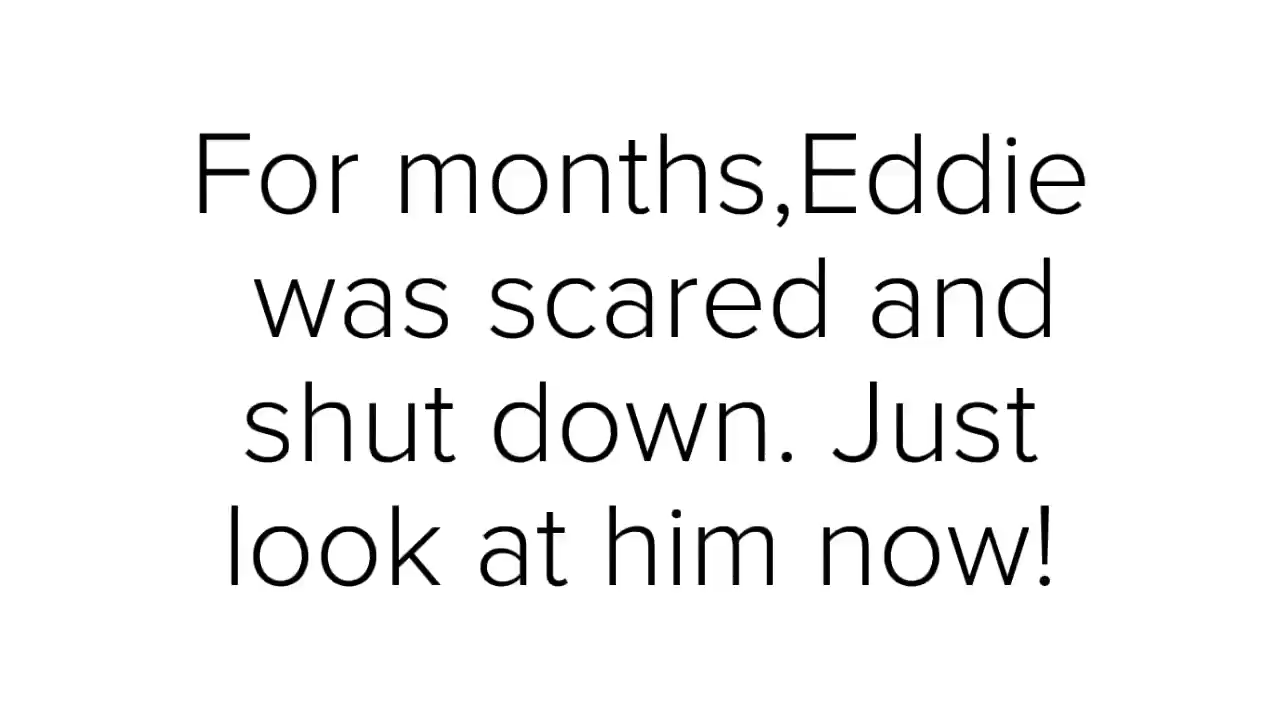 For months,Eddie
was scared and
shut down. Just
look at him now!